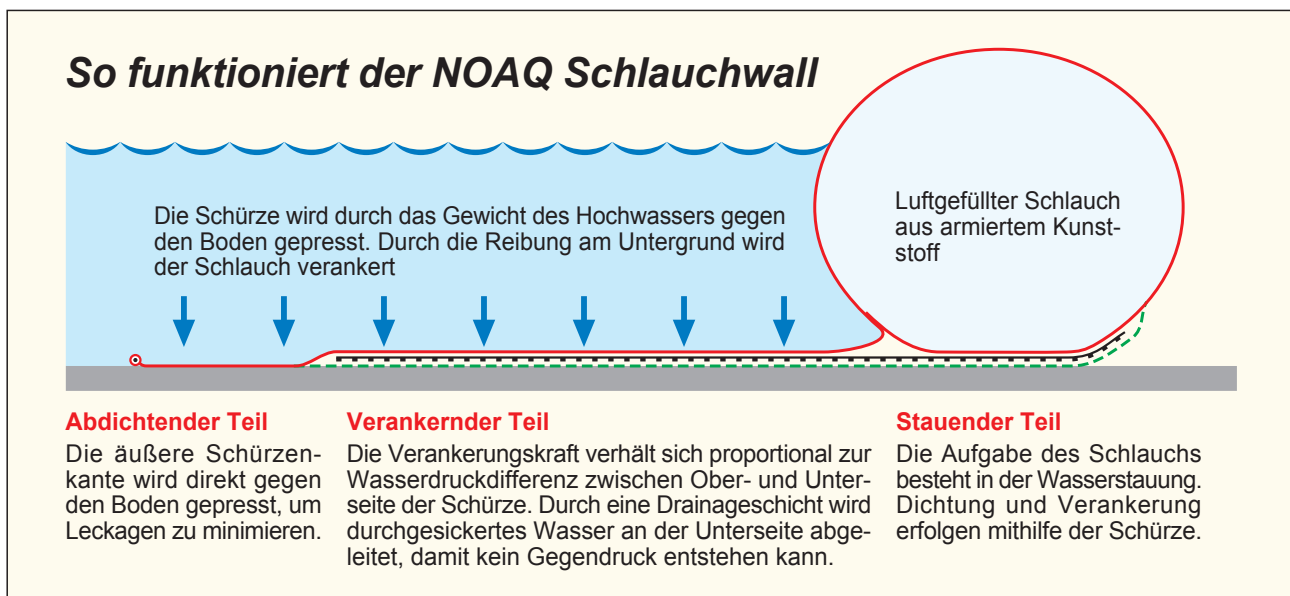 So funktioniert der NOAQ Schlauchwall
Die Schürze wird durch das Gewicht des Hochwassers gegen
den Boden gepresst. Durch die Reibung am Untergrund wird
der Schlauch verankert
Luftgefüllter Schlauch
aus armiertem Kunst-
stoff
Abdichtender Teil
Die äußere Schürzen-
kante wird direkt gegen
den Boden gepresst, um
Leckagen zu minimieren.
Verankernder Teil
Die Verankerungskraft verhält sich proportional zur
Wasserdruckdifferenz zwischen Ober- und Unter-
seite der Schürze. Durch eine Drainageschicht wird
durchgesickertes Wasser an der Unterseite abge-
leitet, damit kein Gegendruck entstehen kann.
Stauender Teil
Die Aufgabe des Schlauchs
besteht in der Wasserstauung.
Dichtung und Verankerung
erfolgen mithilfe der Schürze.